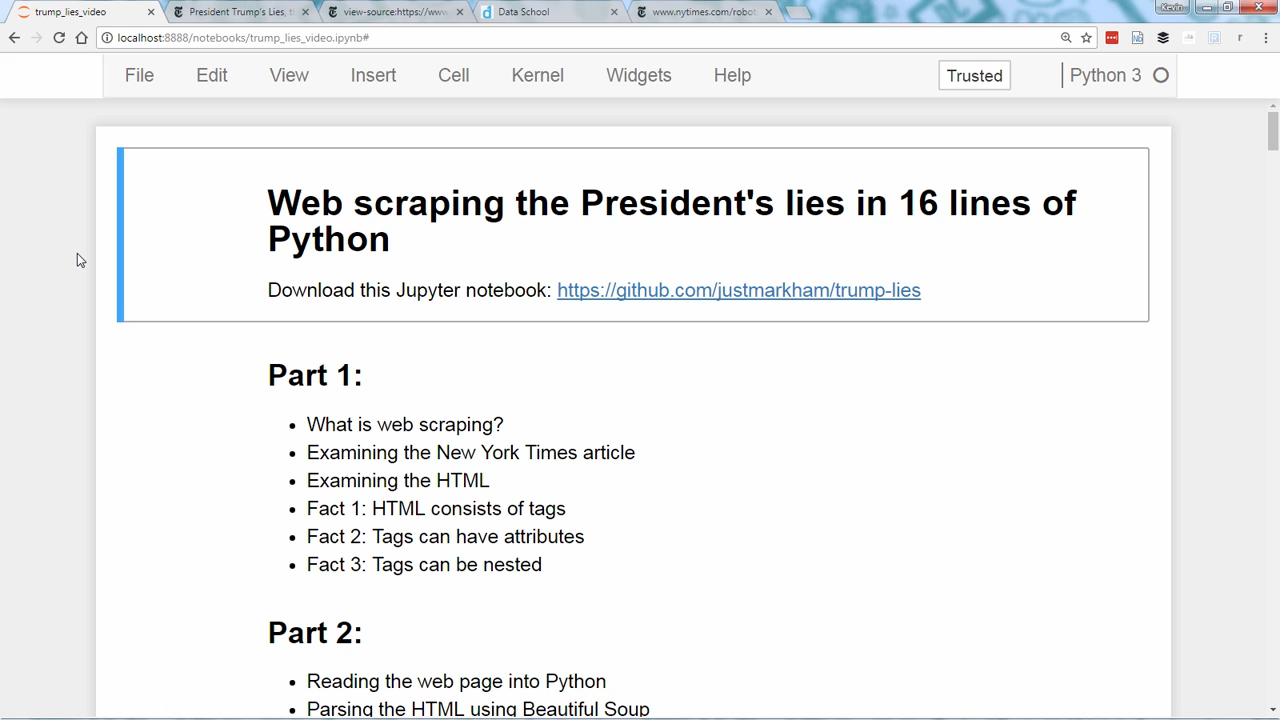 trump_lies_video
President Trump's Lies, t
view-source:https://www
Data School
www.nytimes.com/robot
Kevin
localhost:8888/notebooks/trump_lies_video.ipynb#
File Edit View Insert Cell Kernel Widgets Help Trusted Python 3
Web scraping the President's lies in 16 lines of
Python
Download this Jupyter notebook: https://github.com/justmarkham/trump-lies
Part 1:
• What is web scraping?
• Examining the New York Times article
• Examining the HTML
• Fact 1: HTML consists of tags
• Fact 2: Tags can have attributes
• Fact 3: Tags can be nested
Part 2:
• Reading the web page into Python
• Parsing the HTML using Beautiful Soup